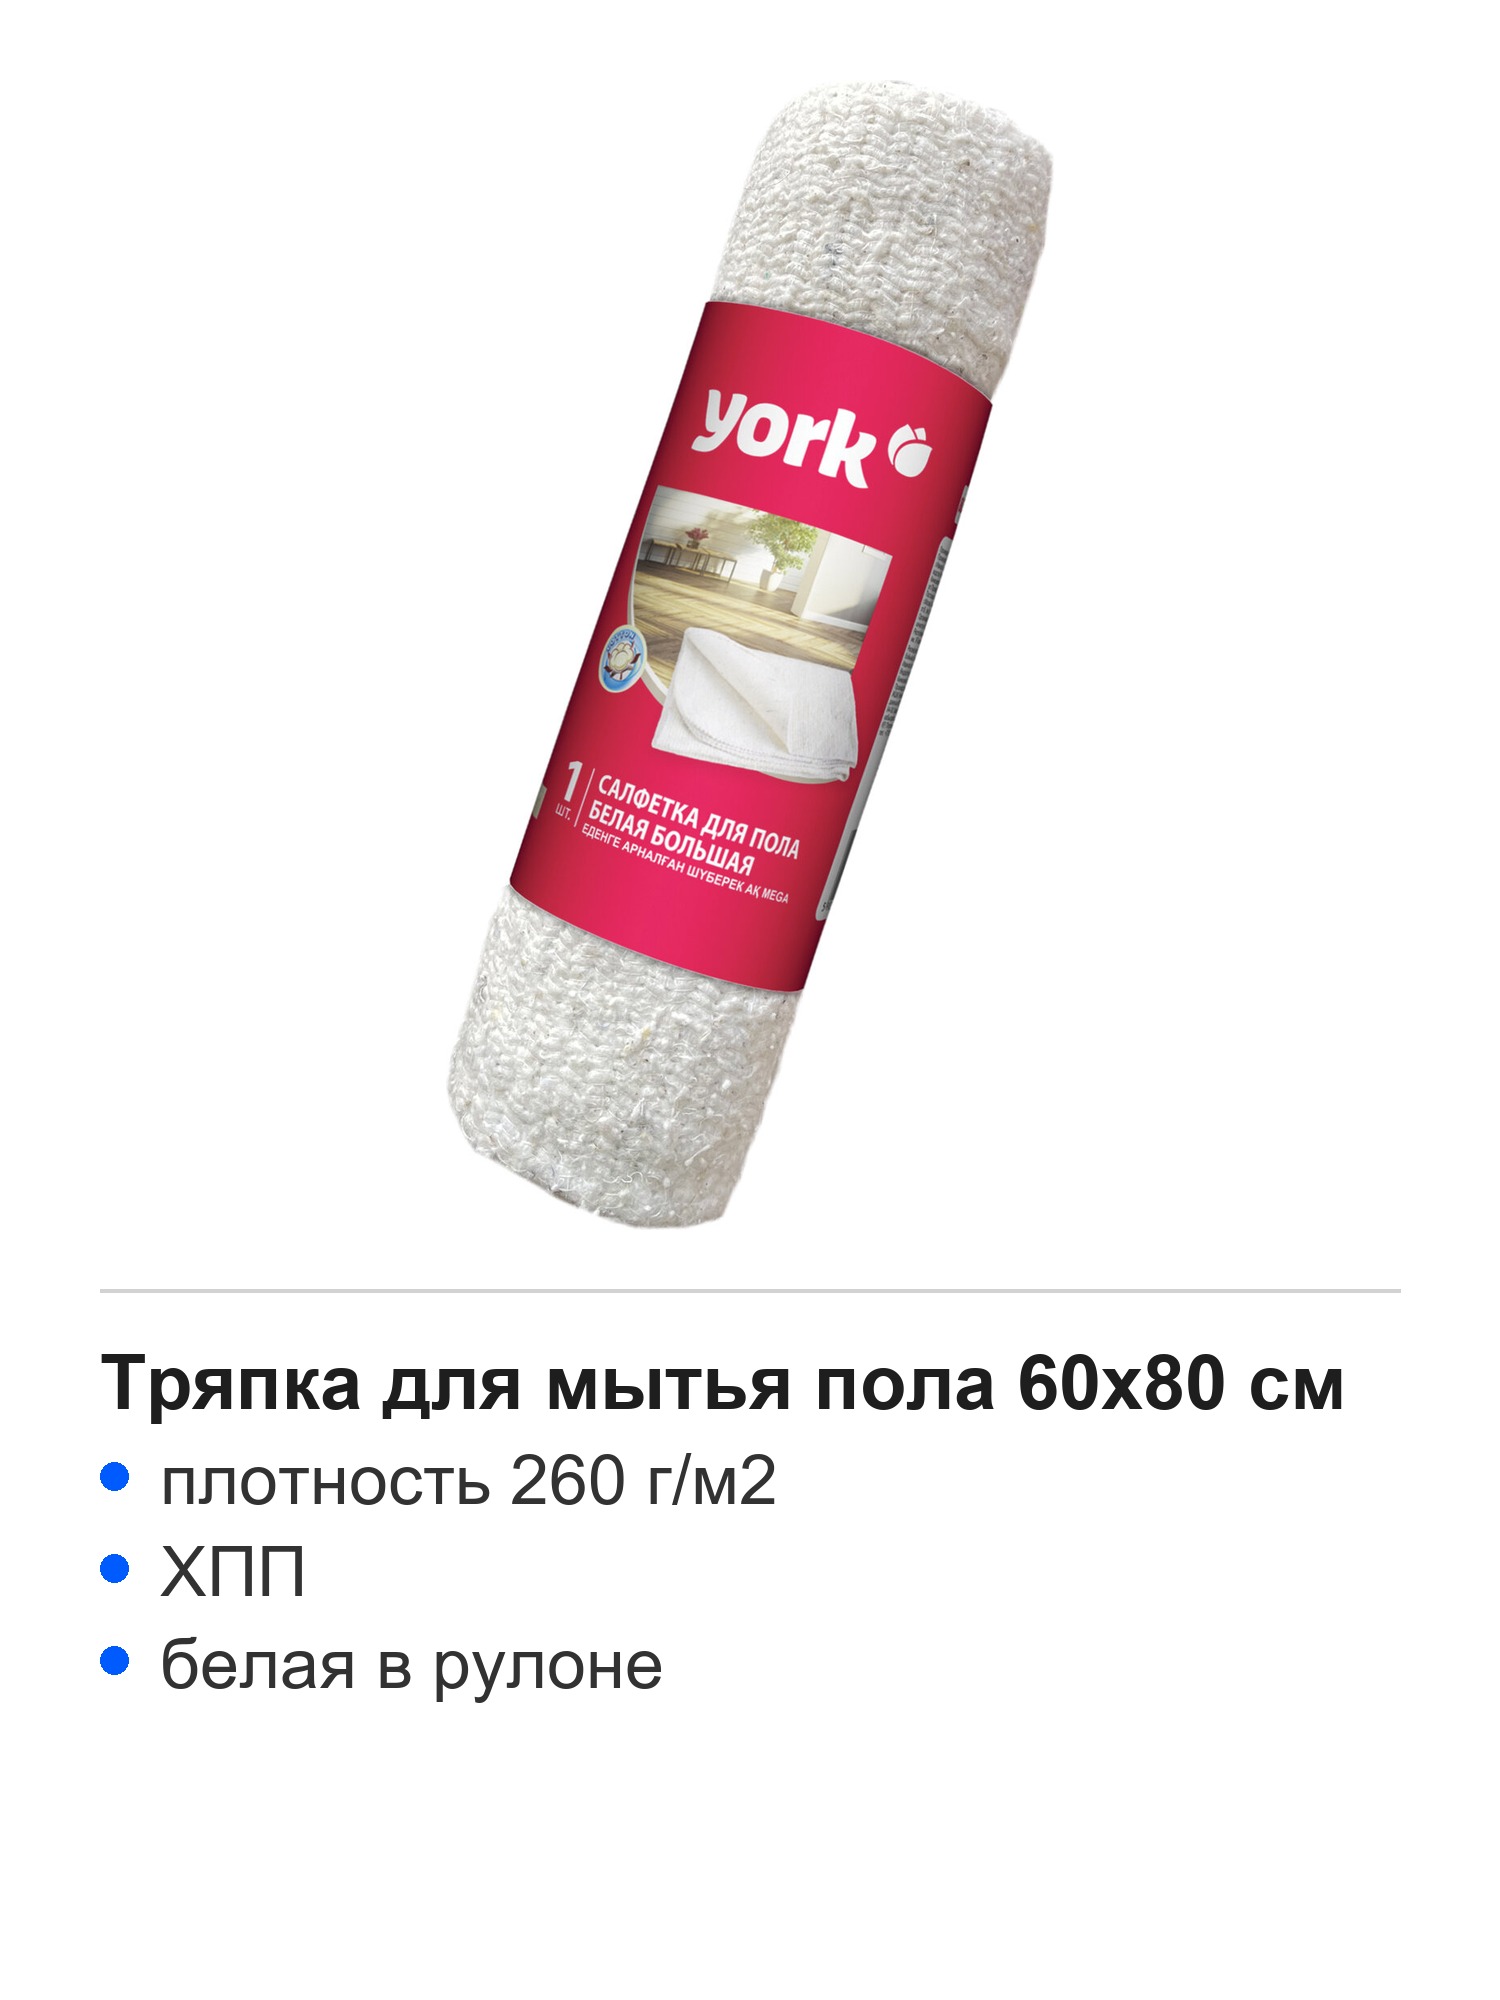 york
1
шт.
САЛФЕТКА ДЛЯ ПОЛА
БЕЛАЯ БОЛЬШАЯ
ЕДЕНГЕ АРНАЛҒАН ШҮБЕРЕК АҚ MEGA
Тряпка для мытья пола 60x80 см
плотность 260 г/м2
ХПП
белая в рулоне